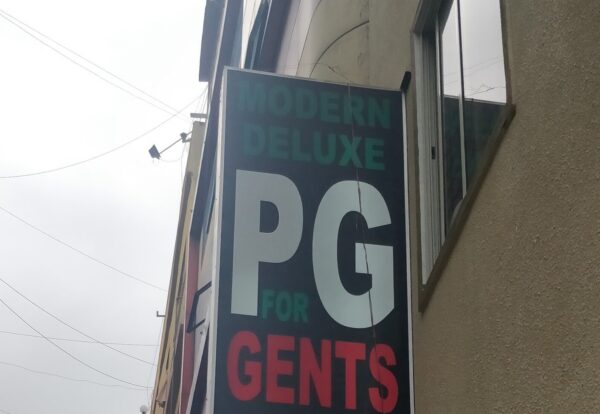 MODERN
DELUXE
PG
FOR
GENTS